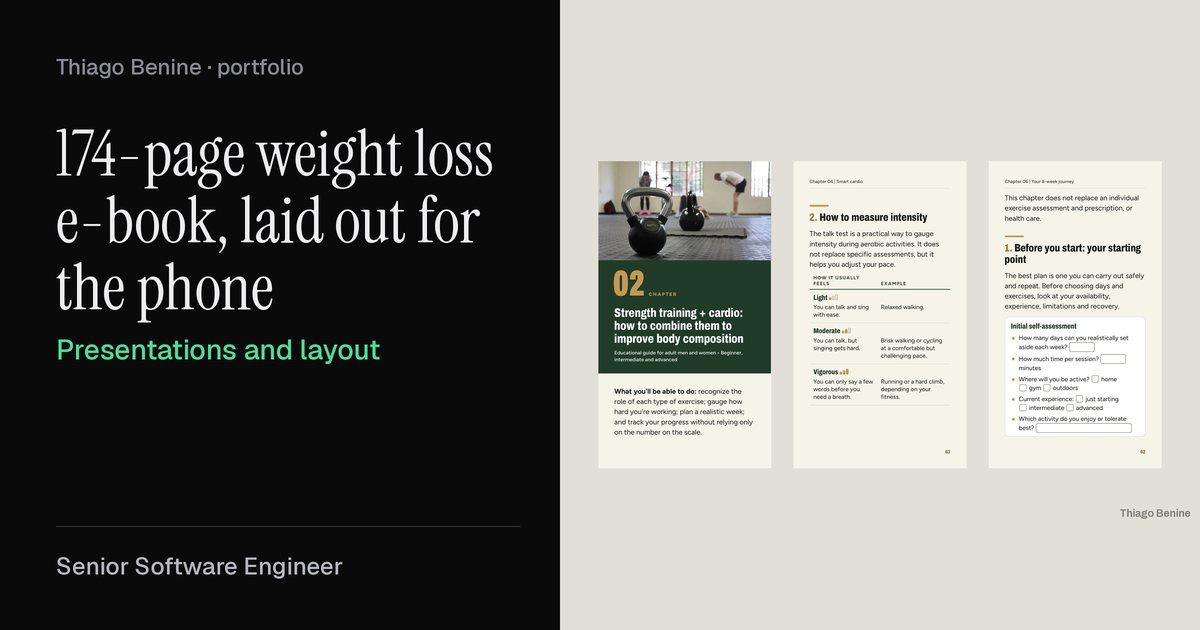 Thiago Benine · portfolio
174-page weight loss
e-book, laid out for
the phone
Presentations and layout
Senior Software Engineer
02 CHAPTER
Strength training + cardio:
how to combine them to
improve body composition
Educational guide for adult men and women • Beginner,
intermediate and advanced
What you'll be able to do: recognize the
role of each type of exercise; gauge how
hard you're working; plan a realistic week;
and track your progress without relying only
on the number on the scale.
Chapter 04 | Smart cardio
2. How to measure intensity
The talk test is a practical way to gauge
intensity during aerobic activities. It does
not replace specific assessments, but it
helps you adjust your pace.
HOW IT USUALLY
FEELS
EXAMPLE
Light
You can talk and sing
with ease.
Relaxed walking.
Moderate
You can talk, but
singing gets hard.
Brisk walking or cycling
at a comfortable but
challenging pace.
Vigorous
You can only say a few
words before you
need a breath.
Running or a hard climb,
depending on your
fitness.
63
Chapter 06 | Your 8-week journey
This chapter does not replace an individual
exercise assessment and prescription, or
health care.
1. Before you start: your starting
point
The best plan is one you can carry out safely
and repeat. Before choosing days and
exercises, look at your availability,
experience, limitations and recovery.
Initial self-assessment
How many days can you realistically set
aside each week?
How much time per session?
minutes
Where will you be active? home
gym outdoors
Current experience: just starting
intermediate advanced
Which activity do you enjoy or tolerate
best?
92
Thiago Benine